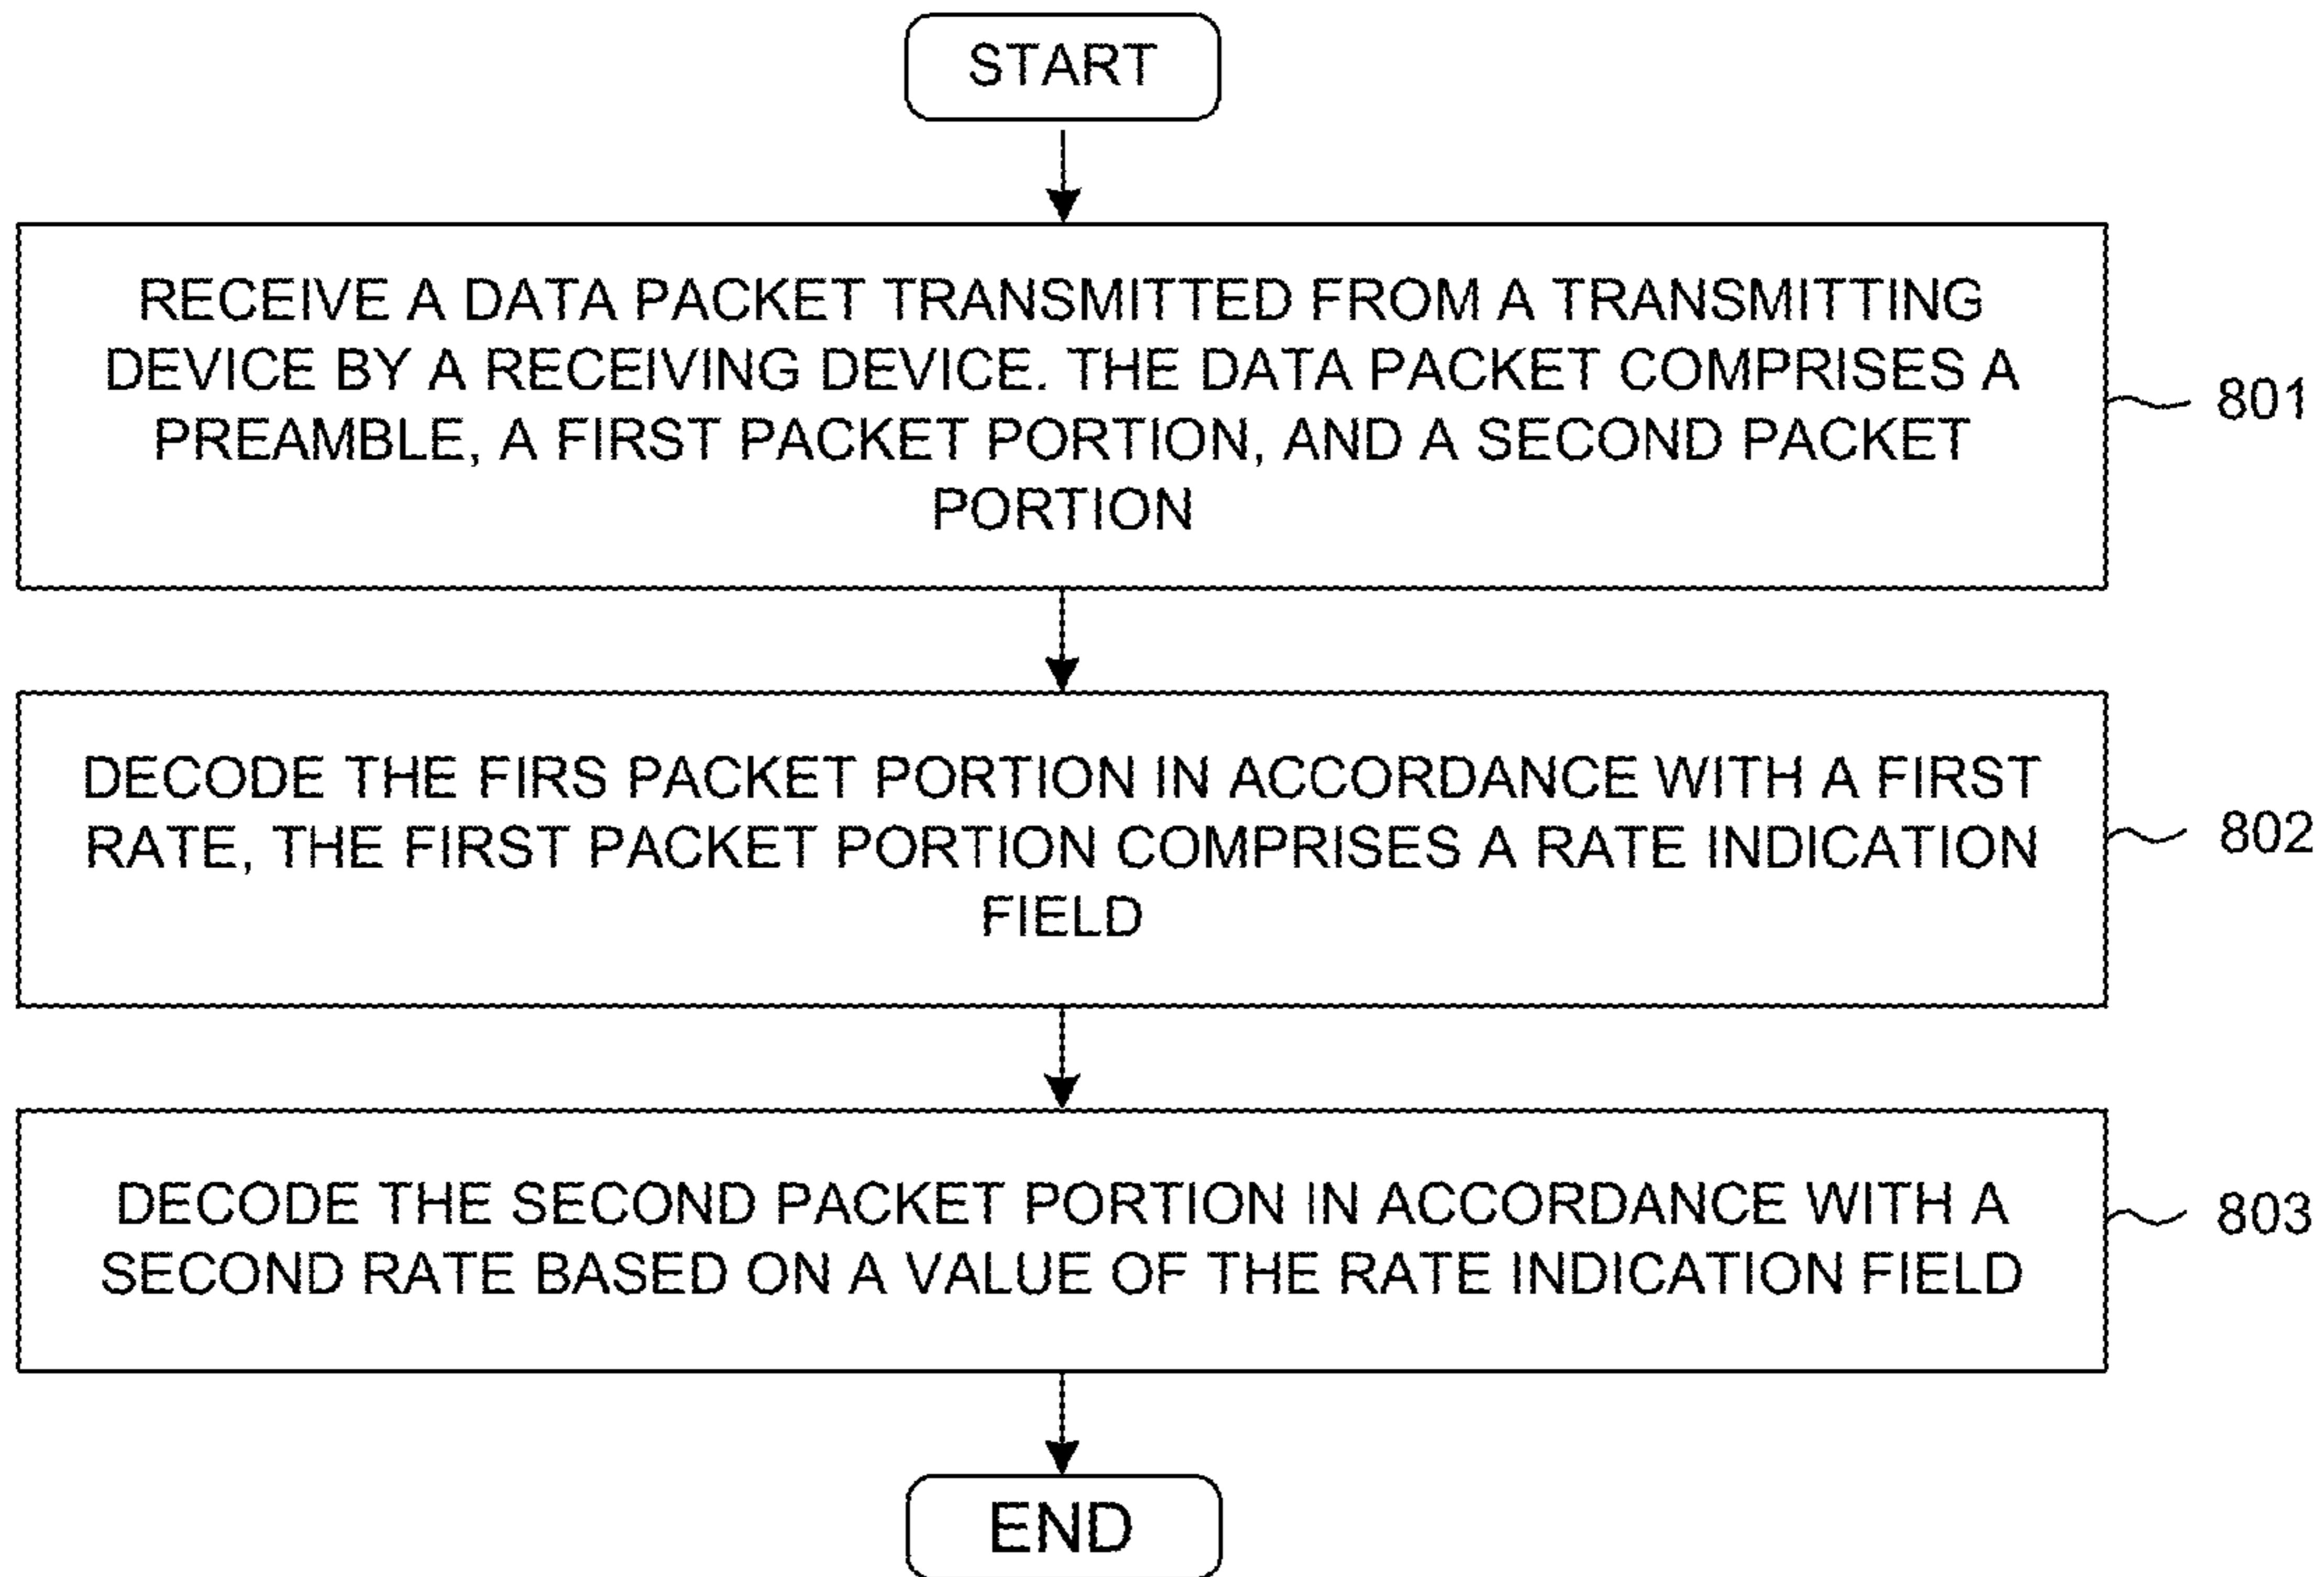 START
RECEIVE A DATA PACKET TRANSMITTED FROM A TRANSMITTING
DEVICE BY A RECEIVING DEVICE. THE DATA PACKET COMPRISES A
PREAMBLE, A FIRST PACKET PORTION, AND A SECOND PACKET
PORTION
801
DECODE THE FIRS PACKET PORTION IN ACCORDANCE WITH A FIRST
RATE, THE FIRST PACKET PORTION COMPRISES A RATE INDICATION
FIELD
802
DECODE THE SECOND PACKET PORTION IN ACCORDANCE WITH A
SECOND RATE BASED ON A VALUE OF THE RATE INDICATION FIELD
803
END